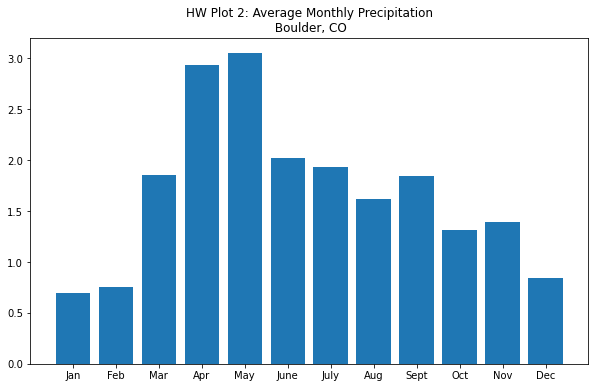 HW Plot 2: Average Monthly Precipitation
Boulder, CO
3.0
2.5
2.0
1.5
1.0
0.5
0.0
Jan Feb Mar Apr May June July Aug Sept Oct Nov Dec